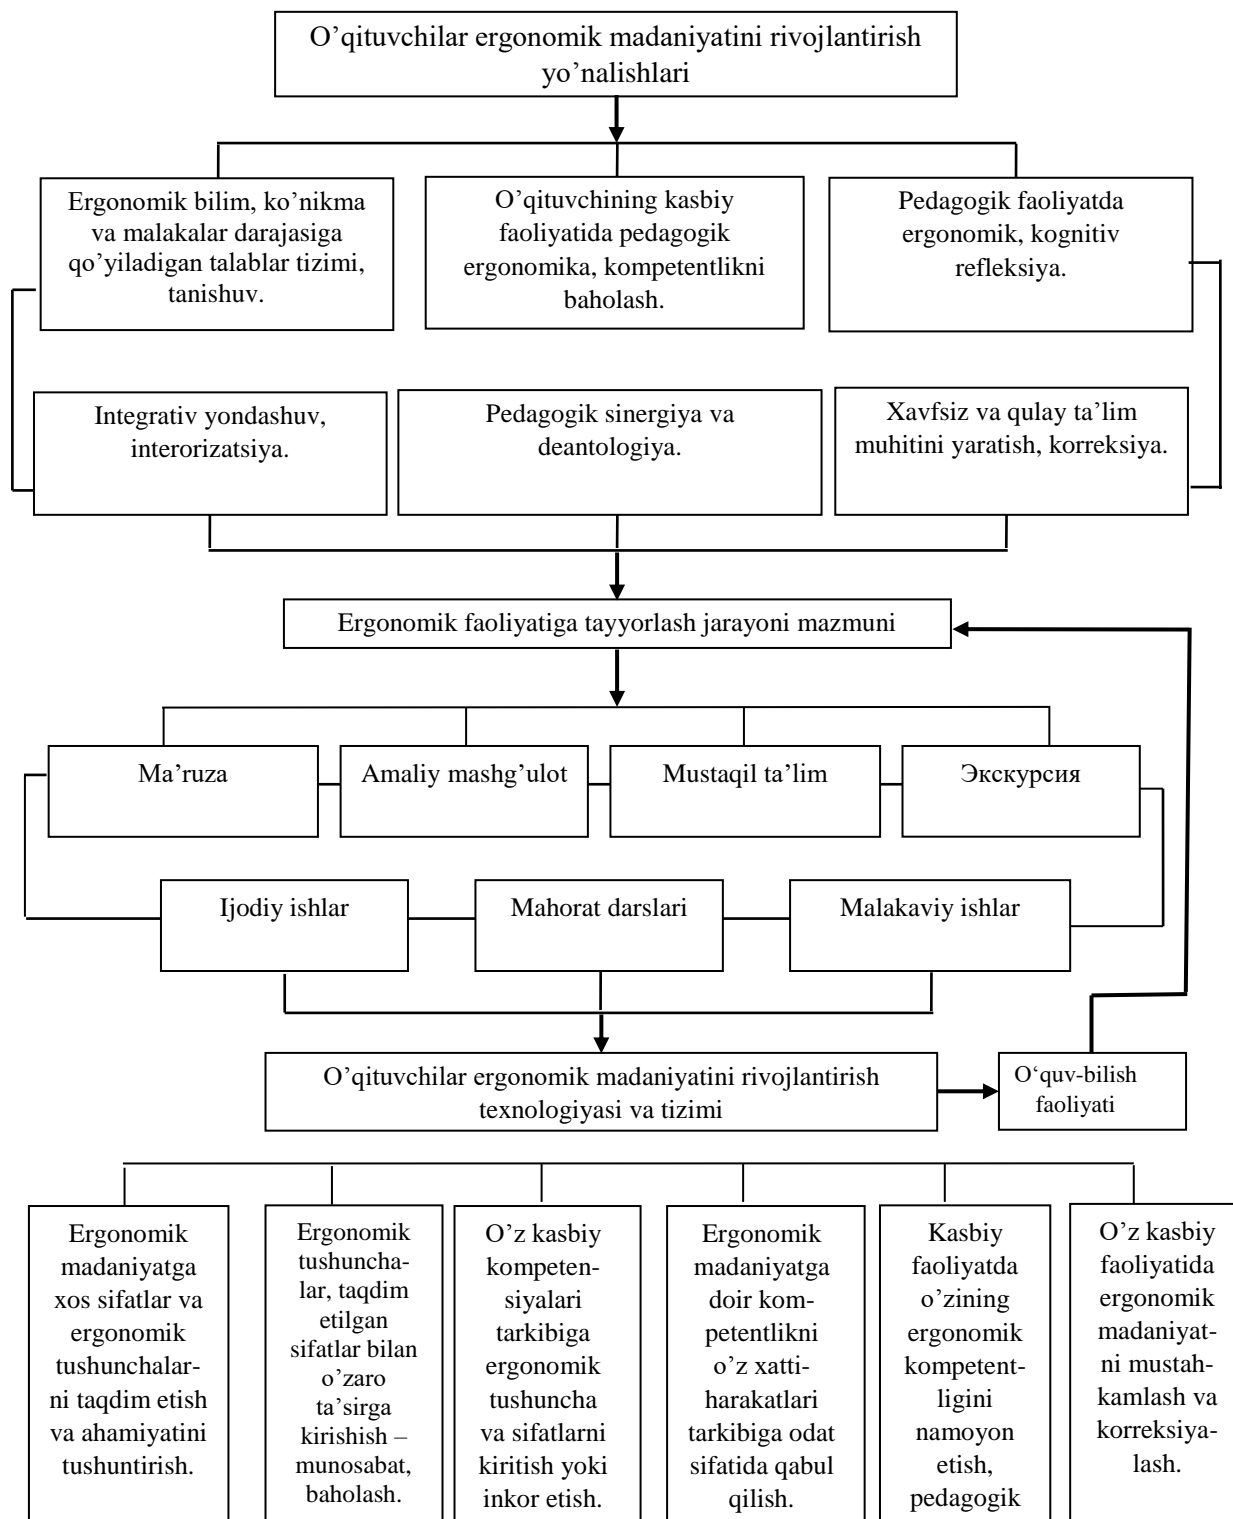 O’qituvchilar ergonomik madaniyatini rivojlantirish
yo’nalishlari
Ergonomik bilim, ko’nikma
va malakalar darajasiga
qo’yiladigan talablar tizimi,
tanishuv.
O’qituvchining kasbiy
faoliyatida pedagogik
ergonomika, kompetentlikni
baholash.
Pedagogik faoliyatda
ergonomik, kognitiv
refleksiya.
Integrativ yondashuv,
interorizatsiya.
Pedagogik sinergiya va
deantologiya.
Xavfsiz va qulay ta’lim
muhitini yaratish, korreksiya.
Ergonomik faoliyatiga tayyorlash jarayoni mazmuni
Ma’ruza
Amaliy mashg’ulot
Mustaqil ta’lim
Экскурсия
Ijodiy ishlar
Mahorat darslari
Malakaviy ishlar
O’qituvchilar ergonomik madaniyatini rivojlantirish
texnologiyasi va tizimi
O‘quv-bilish
faoliyati
Ergonomik
madaniyatga
xos sifatlar va
ergonomik
tushunchalar-
ni taqdim etish
va ahamiyatini
tushuntirish.
Ergonomik
tushuncha-
lar, taqdim
etilgan
sifatlar bilan
o’zaro
ta’sirga
kirishish –
munosabat,
baholash.
O’z kasbiy
kompeten-
siyalari
tarkibiga
ergonomik
tushuncha
va sifatlarni
kiritish yoki
inkor etish.
Ergonomik
madaniyatga
doir kom-
petentlikni
o’z xatti-
harakatlari
tarkibiga odat
sifatida qabul
qilish.
Kasbiy
faoliyatda
o’zining
ergonomik
kompetent-
ligini
namoyon
etish,
pedagogik
O’z kasbiy
faoliyatida
ergonomik
madaniyat-
ni mustah-
kamlash va
korreksiya-
lash.